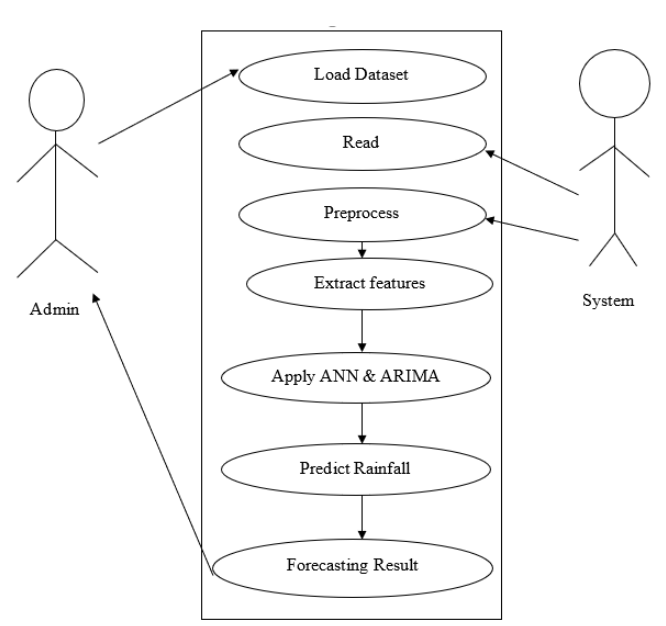 Load Dataset
Read
Preprocess
Extract features
Admin
System
Apply ANN & ARIMA
Predict Rainfall
Forecasting Result